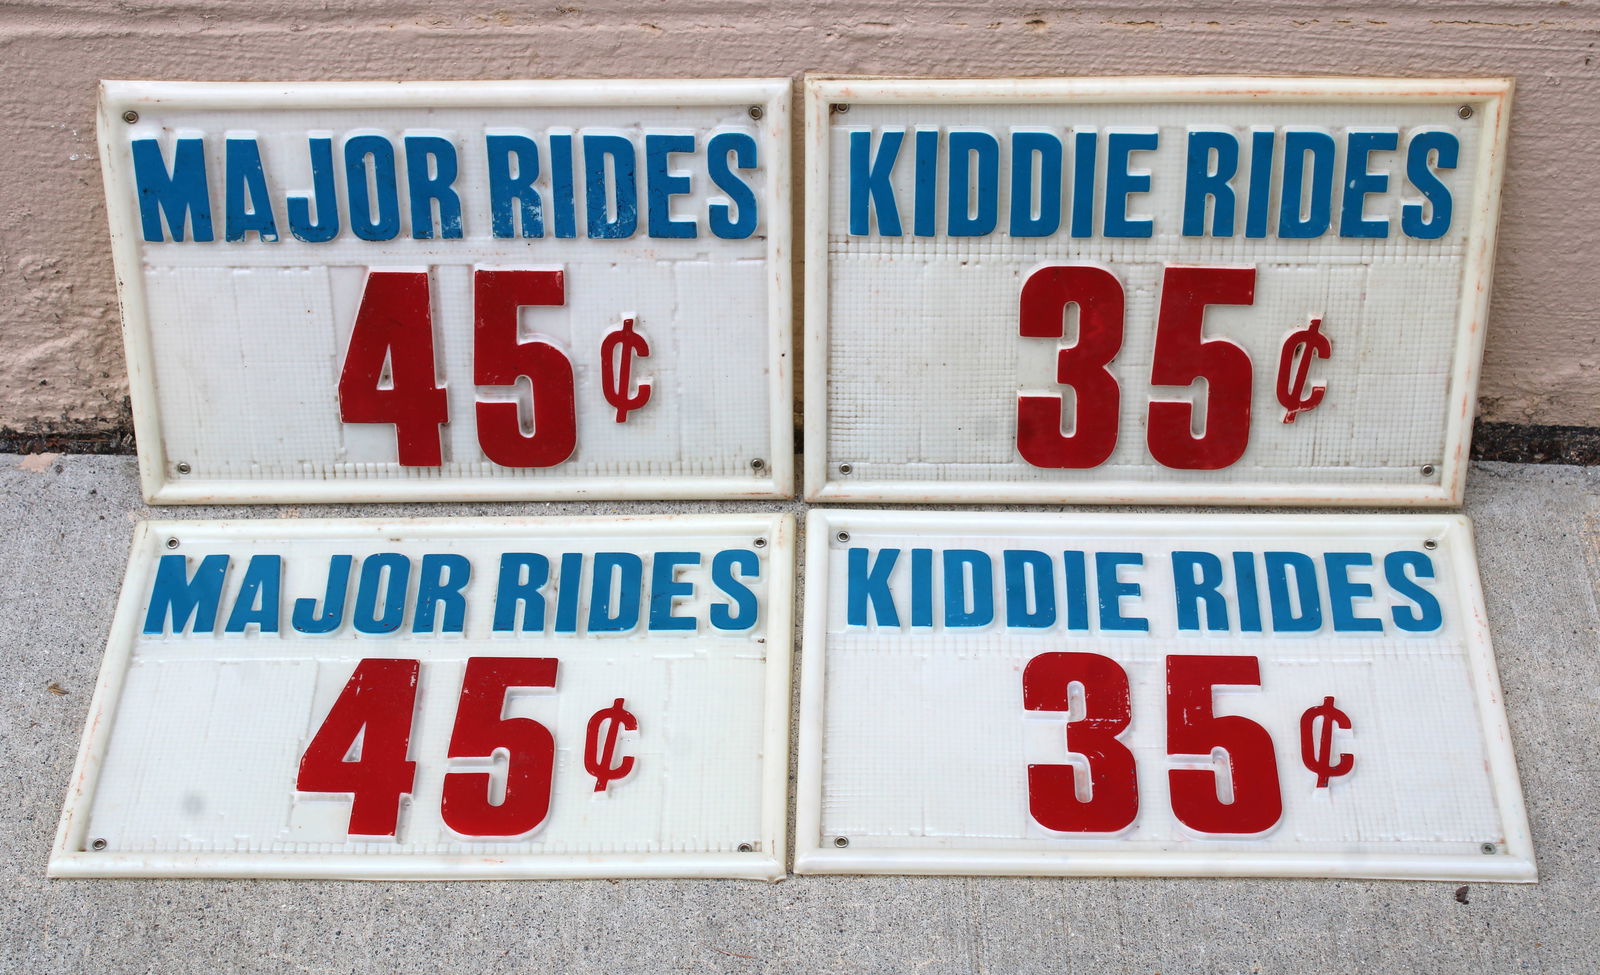 MAJOR RIDES
45¢
KIDDIE RIDES
35¢
MAJOR RIDES
45¢
KIDDIE RIDES
35¢